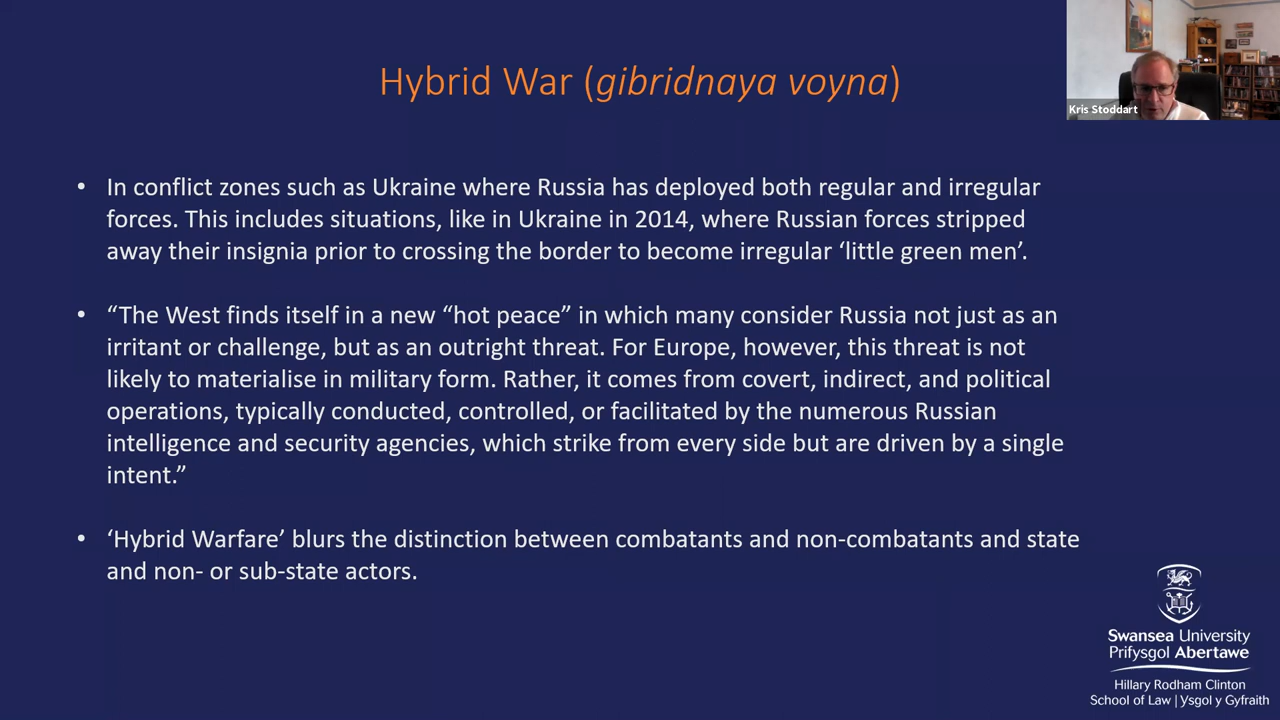 Hybrid War (gibridnaya voyna)
Kris Stoddart
• In conflict zones such as Ukraine where Russia has deployed both regular and irregular
forces. This includes situations, like in Ukraine in 2014, where Russian forces stripped
away their insignia prior to crossing the border to become irregular ‘little green men’.
• “The West finds itself in a new “hot peace” in which many consider Russia not just as an
irritant or challenge, but as an outright threat. For Europe, however, this threat is not
likely to materialise in military form. Rather, it comes from covert, indirect, and political
operations, typically conducted, controlled, or facilitated by the numerous Russian
intelligence and security agencies, which strike from every side but are driven by a single
intent.”
• ‘Hybrid Warfare’ blurs the distinction between combatants and non-combatants and state
and non- or sub-state actors.
Swansea University
Prifysgol Abertawe
Hillary Rodham Clinton
School of Law | Ysgol y Gyfraith